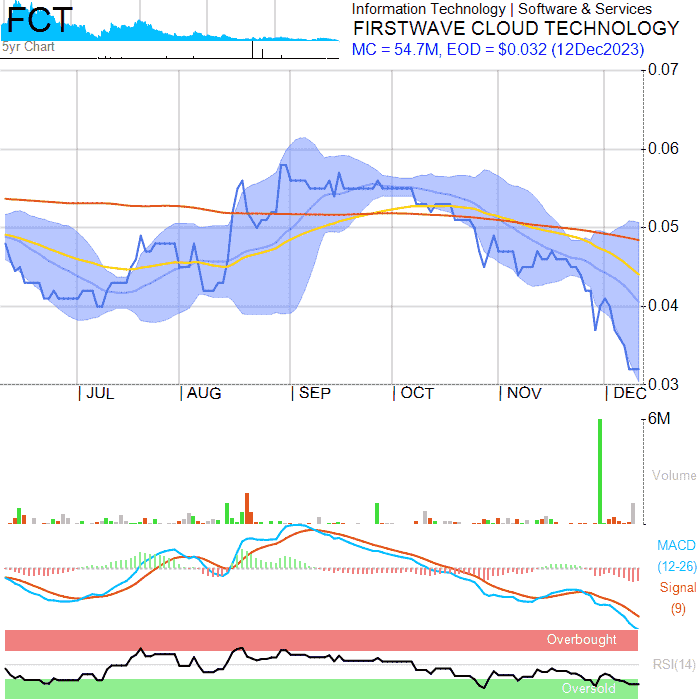 FCT
5yr Chart
Information Technology | Software & Services
FIRSTWAVE CLOUD TECHNOLOGY
MC = 54.7M, EOD = $0.032 (12Dec2023)
0.07
0.06
0.05
0.04
0.03
| JUL | AUG | SEP | OCT | NOV | DEC
6M
Volume
MACD
(12-26)
Signal
(9)
Overbought
RSI(14)
Oversold